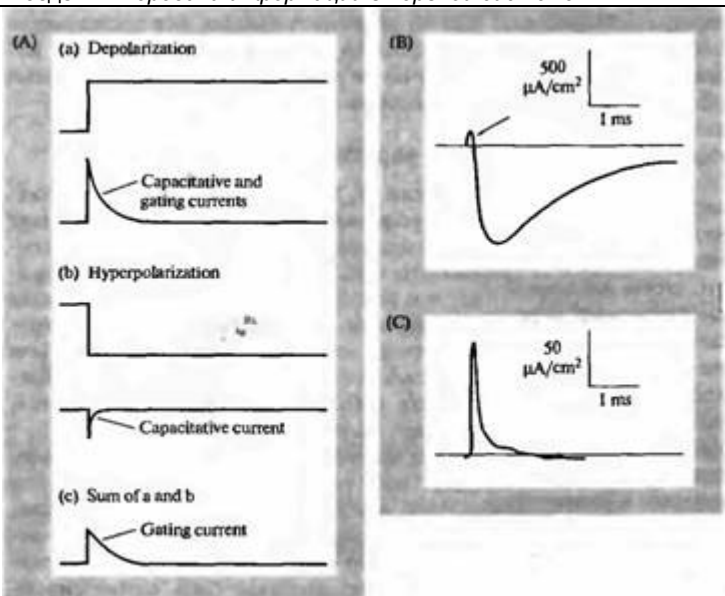 (A)
(a) Depolarization
Capacitative and
gating currents
(b) Hyperpolarization
Capacitative current
(c) Sum of a and b
Gating current
(B)
500
μA/cm²
1 ms
(C)
50
μA/cm²
1 ms